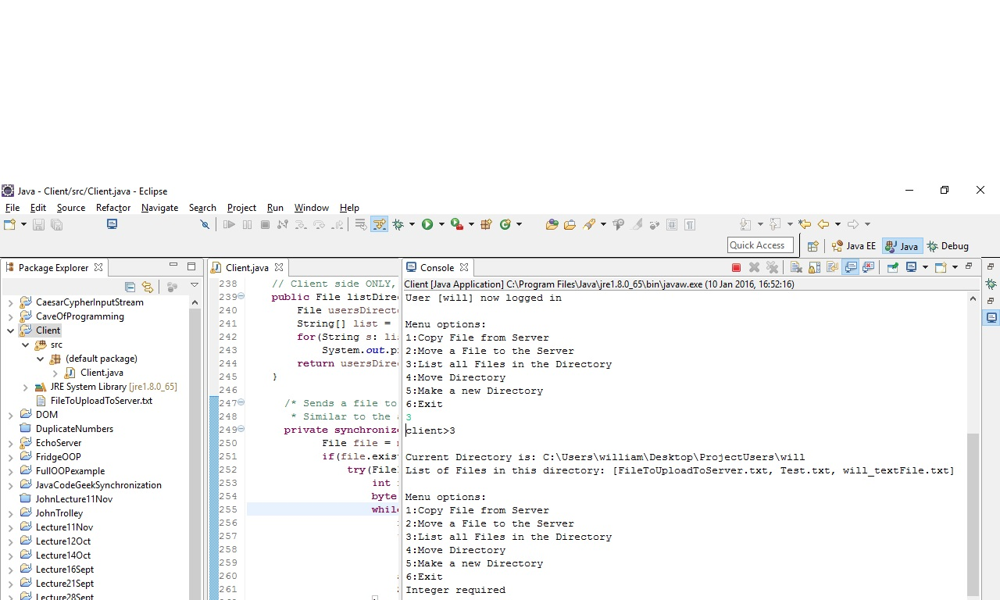 Java - Client/src/Client.java - Eclipse
File Edit Source Refactor Navigate Search Project Run Window Help
Quick Access
Java EE
Java
Debug
Package Explorer
CaesarCypherInputStream
CaveOfProgramming
Client
src
(default package)
Client.java
JRE System Library [jre1.8.0_65]
FileToUploadToServer.txt
DOM
DuplicateNumbers
EchoServer
FridgeOOP
FullOOPexample
JavaCodeGeekSynchronization
JohnLecture11Nov
JohnTrolley
Lecture11Nov
Lecture12Oct
Lecture14Oct
Lecture16Sept
Lecture21Sept
Lecture28Sept
Client.java
238 // Client side ONLY,
239 public File listDire
240 File usersDirect
241 String[] list =
242 for(String s: li
243 System.out.p
244 return usersDire
245 }
246
247 /* Sends a file to
248 * Similar to the
249 private synchronize
250 File file =
251 if(file.exis
252 try(File
253 int
254 byte
255 while
256
257
258
259
260
261
Console
Client [Java Application] C:\Program Files\Java\jre1.8.0_65\bin\javaw.exe (10 Jan 2016, 16:52:16)
User [will] now logged in
Menu options:
1:Copy File from Server
2:Move a File to the Server
3:List all Files in the Directory
4:Move Directory
5:Make a new Directory
6:Exit
3
client>3
Current Directory is: C:\Users\william\Desktop\ProjectUsers\will
List of Files in this directory: [FileToUploadToServer.txt, Test.txt, will_textFile.txt]
Menu options:
1:Copy File from Server
2:Move a File to the Server
3:List all Files in the Directory
4:Move Directory
5:Make a new Directory
6:Exit
Integer required